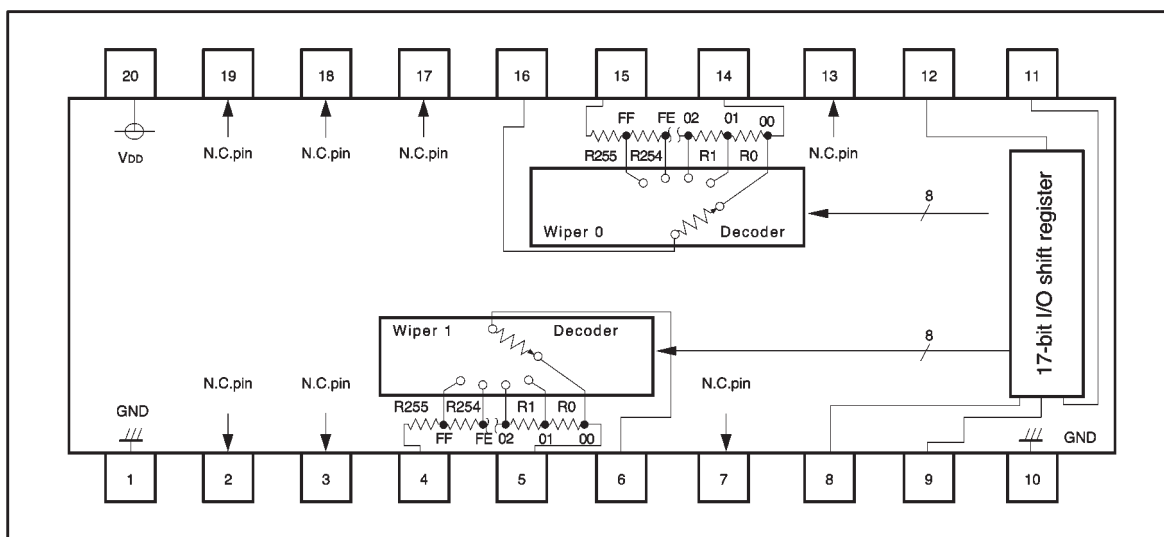 20 19 18 17 16 15 14 13 12 11
FF FE 02 01 00
VDD N.C.pin N.C.pin N.C.pin R255 R254 R1 R0 N.C.pin
8
Wiper 0 Decoder
17-bit I/O shift register
Wiper 1 Decoder
8
N.C.pin N.C.pin N.C.pin
R255 R254 R1 R0
GND
FF FE 02 01 00
GND
1 2 3 4 5 6 7 8 9 10